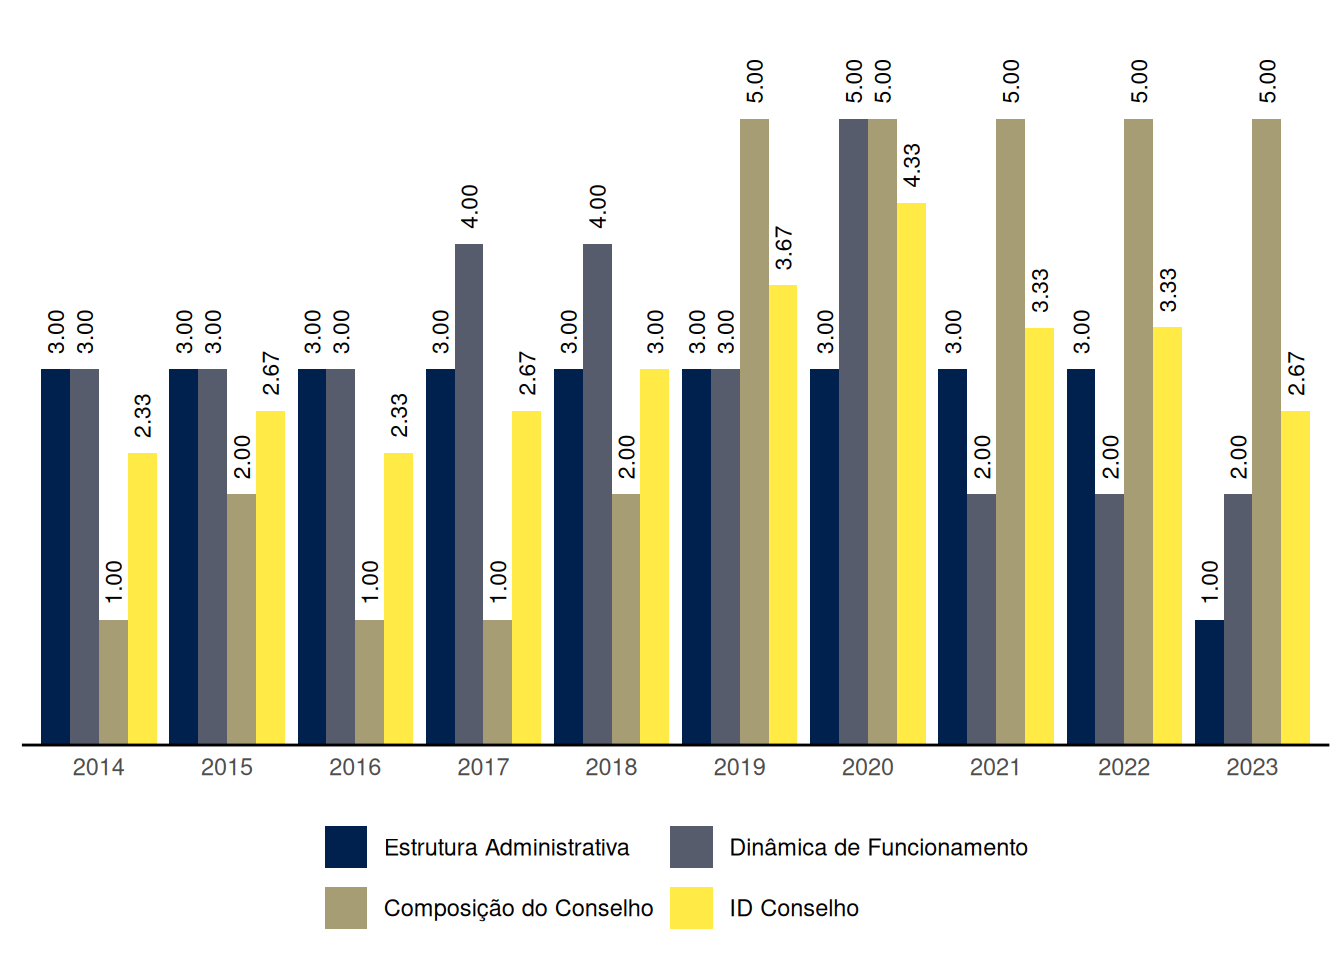 3.00 3.00 1.00 2.33
3.00 3.00 2.00 2.67
3.00 3.00 1.00 2.33
3.00 4.00 1.00 2.67
3.00 4.00 2.00 3.00
3.00 3.00 5.00 3.67
3.00 5.00 5.00 4.33
3.00 2.00 5.00 3.33
3.00 2.00 5.00 3.33
1.00 2.00 5.00 2.67
2014 2015 2016 2017 2018 2019 2020 2021 2022 2023
Estrutura Administrativa Dinâmica de Funcionamento
Composição do Conselho ID Conselho